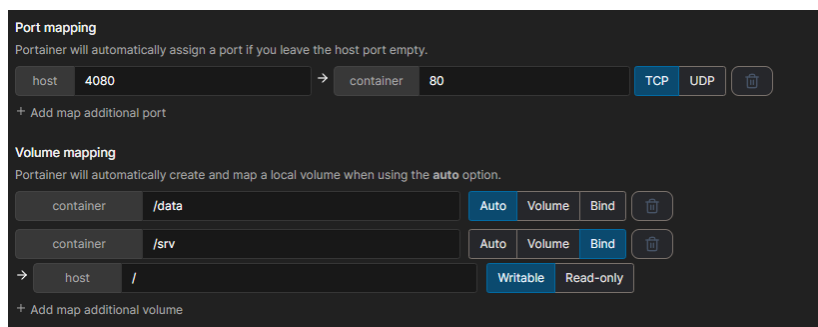 Port mapping
Portainer will automatically assign a port if you leave the host port empty.
host 4080 → container 80 TCP UDP
+ Add map additional port
Volume mapping
Portainer will automatically create and map a local volume when using the auto option.
container /data Auto Volume Bind
container /srv Auto Volume Bind
→ host / Writable Read-only
+ Add map additional volume